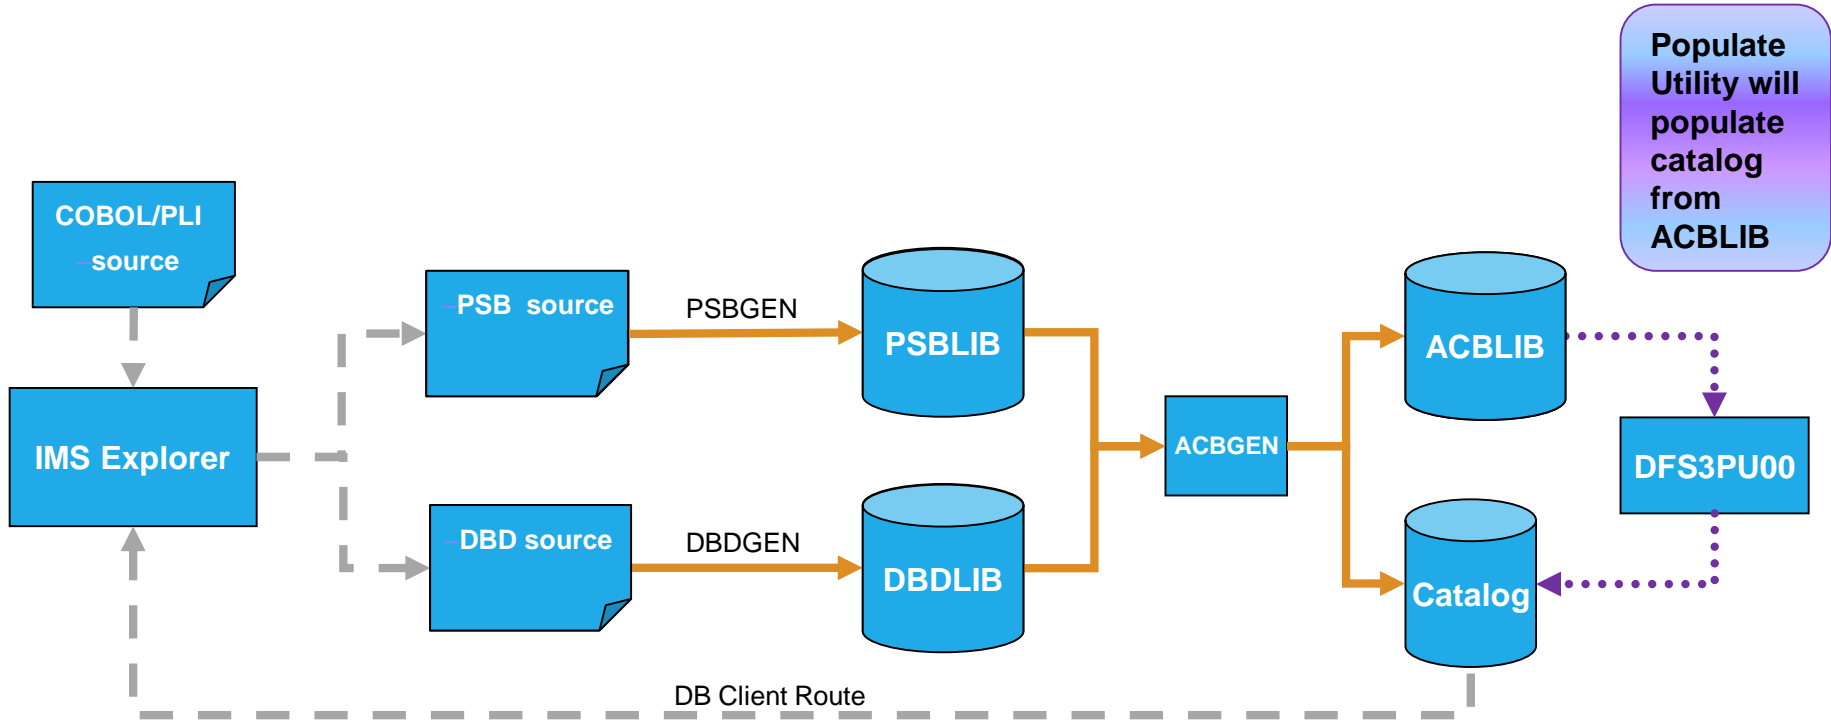 Populate
Utility will
populate
catalog
from
ACBLIB
COBOL/PLI
–source
–PSB source
PSBGEN
PSBLIB
ACBLIB
IMS Explorer
ACBGEN
DFS3PU00
–DBD source
DBDGEN
DBDLIB
Catalog
DB Client Route